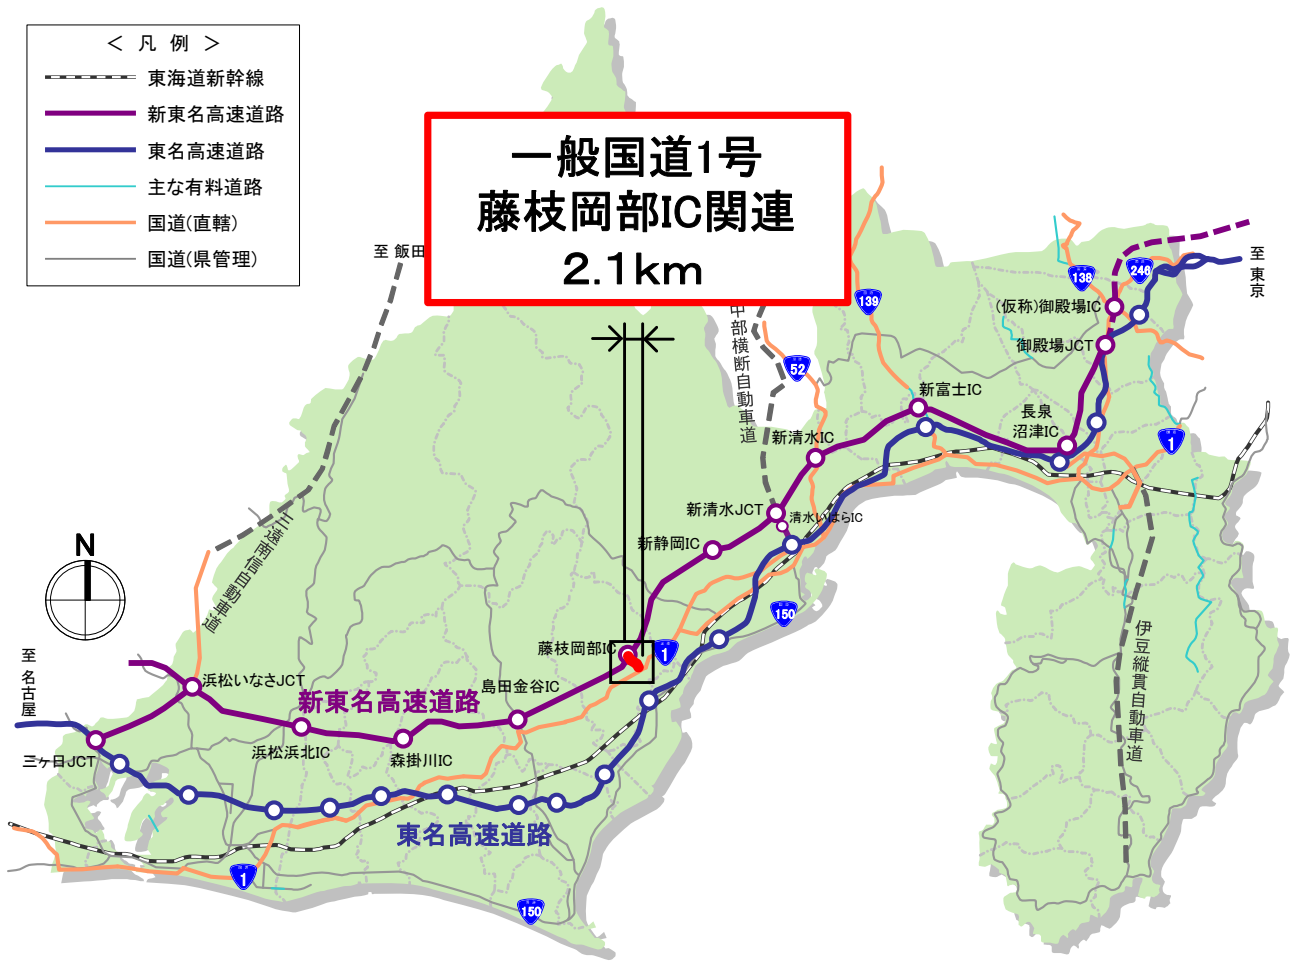 ＜ 凡 例 ＞
東海道新幹線
新東名高速道路
東名高速道路
主な有料道路
国道(直轄)
国道(県管理)
一般国道1号
藤枝岡部IC関連
2.1km
至 飯田
中部横断自動車道
139
52
138
246
至 東京
(仮称)御殿場IC
御殿場JCT
新富士IC
長泉
沼津IC
1
新清水IC
新清水JCT
清水いはらIC
新静岡IC
三遠南信自動車道
N
150
藤枝岡部IC
1
伊豆縦貫自動車道
至 名古屋
浜松いなさJCT
島田金谷IC
新東名高速道路
浜松浜北IC
森掛川IC
三ヶ日JCT
東名高速道路
1
150